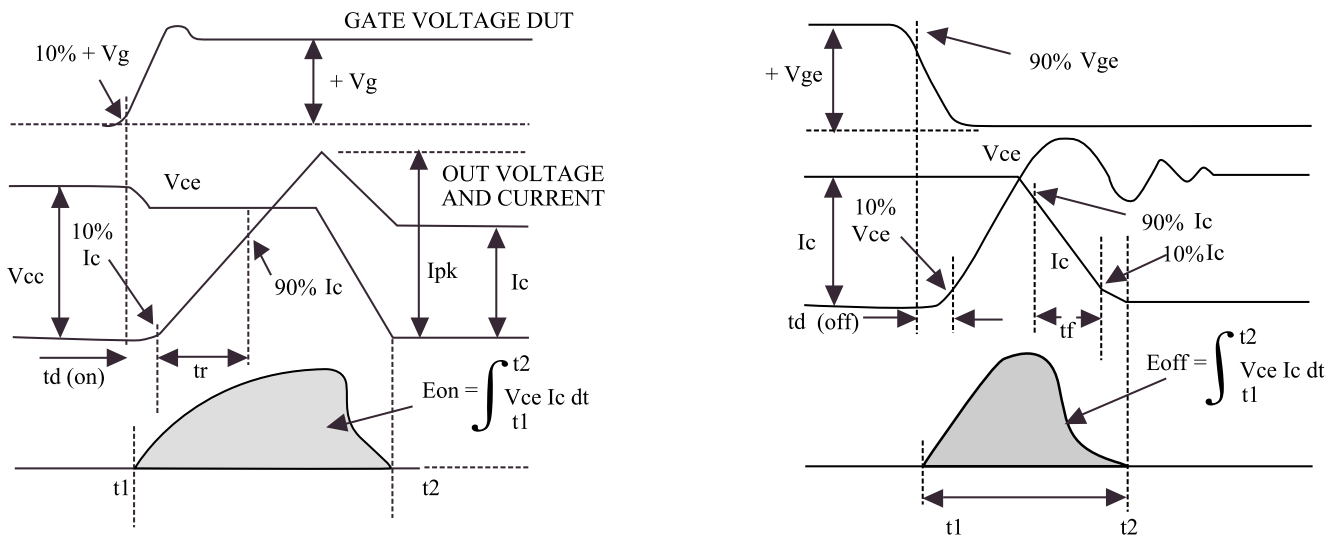 GATE VOLTAGE DUT
10% + Vg
+ Vg
OUT VOLTAGE
AND CURRENT
Vce
10%
Ic
Vcc
90% Ic
Ipk
Ic
td (on)
tr
Eon = ∫ t2
Vce Ic dt
t1
t1
t2
90% Vge
+ Vge
Vce
10%
Vce
90% Ic
Ic
Ic
10%Ic
td (off)
tf
Eoff = ∫ t2
Vce Ic dt
t1
t1
t2